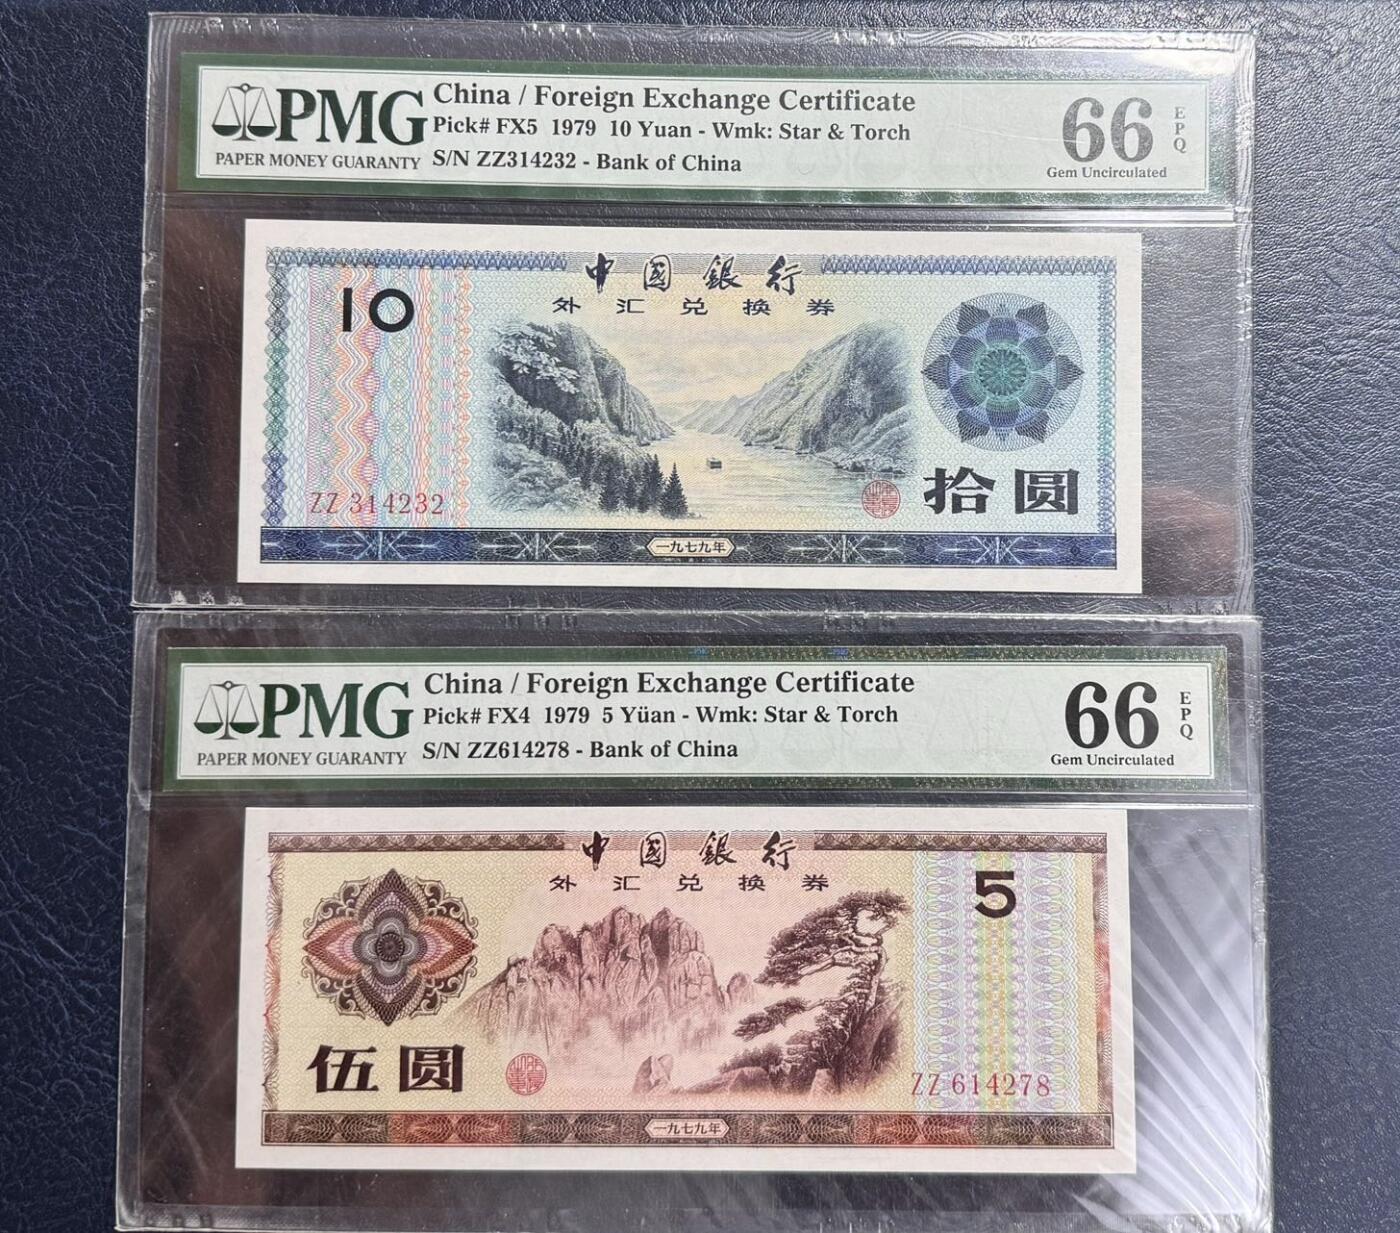 PMG
PAPER MONEY GUARANTY
China / Foreign Exchange Certificate
Pick# FX5 1979 10 Yuan - Wmk: Star & Torch
S/N ZZ314232 - Bank of China
66
EPQ
Gem Uncirculated
中国银行
外汇兑换券
10
ZZ 314232
拾圆
一九七九年
PMG
PAPER MONEY GUARANTY
China / Foreign Exchange Certificate
Pick# FX4 1979 5 Yüan - Wmk: Star & Torch
S/N ZZ614278 - Bank of China
66
EPQ
Gem Uncirculated
中国銀行
外汇兑换券
5
伍圆
ZZ 614278
一九七九年